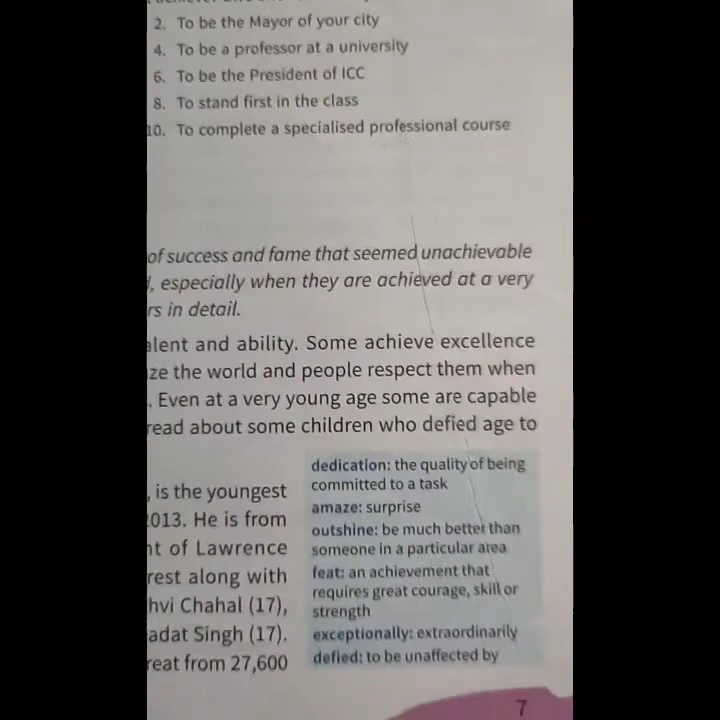 2. To be the Mayor of your city
4. To be a professor at a university
6. To be the President of ICC
8. To stand first in the class
10. To complete a specialised professional course
of success and fame that seemed unachievable
, especially when they are achieved at a very
rs in detail.
alent and ability. Some achieve excellence
ze the world and people respect them when
. Even at a very young age some are capable
read about some children who defied age to
, is the youngest
2013. He is from
nt of Lawrence
rest along with
hvi Chahal (17),
adat Singh (17).
reat from 27,600
dedication: the quality of being
committed to a task
amaze: surprise
outshine: be much better than
someone in a particular area
feat: an achievement that
requires great courage, skill or
strength
exceptionally: extraordinarily
defied: to be unaffected by
7